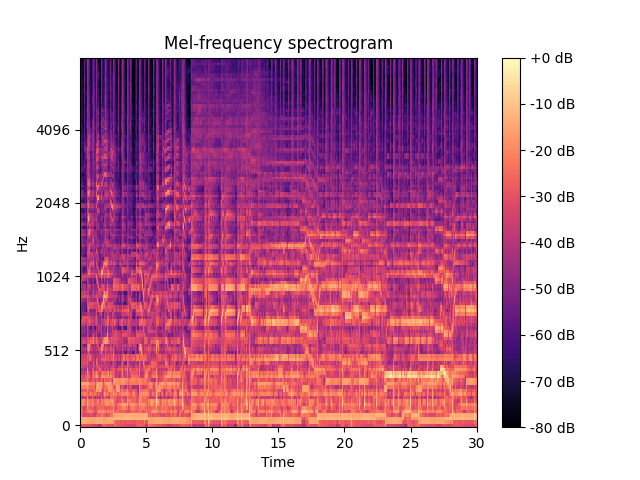 Mel-frequency spectrogram
+0 dB
-10 dB
-20 dB
-30 dB
-40 dB
-50 dB
-60 dB
-70 dB
-80 dB
4096
2048
1024
512
0
Hz
0 5 10 15 20 25 30
Time